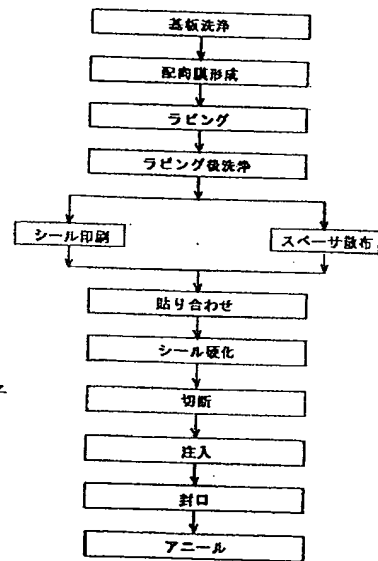 基板洗浄
配向膜形成
ラビング
ラビング後洗浄
シール印刷
スペーサ散布
貼り合わせ
シール硬化
切断
注入
封口
アニール